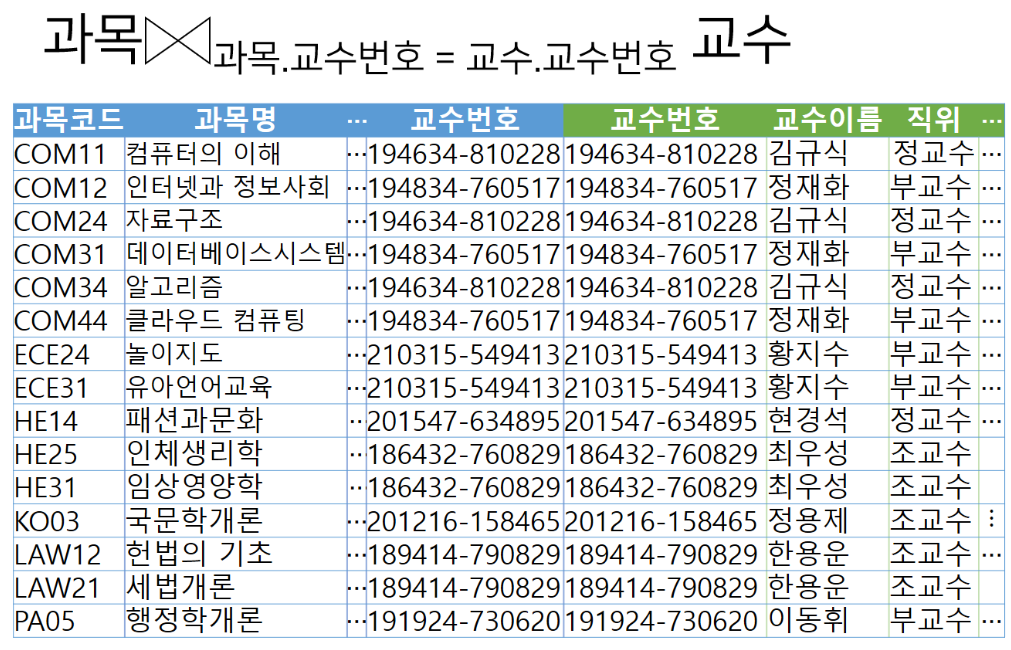 과목⋈과목.교수번호 = 교수.교수번호 교수
과목코드 과목명 ... 교수번호 교수번호 교수이름 직위 ...
COM11 컴퓨터의 이해 ...194634-810228 194634-810228 김규식 정교수 ...
COM12 인터넷과 정보사회 ...194834-760517 194834-760517 정재화 부교수 ...
COM24 자료구조 ...194634-810228 194634-810228 김규식 정교수 ...
COM31 데이터베이스시스템...194834-760517 194834-760517 정재화 부교수 ...
COM34 알고리즘 ...194634-810228 194634-810228 김규식 정교수 ...
COM44 클라우드 컴퓨팅 ...194834-760517 194834-760517 정재화 부교수 ...
ECE24 놀이지도 ...210315-549413 210315-549413 황지수 부교수 ...
ECE31 유아언어교육 ...210315-549413 210315-549413 황지수 부교수 ...
HE14 패션과문화 ...201547-634895 201547-634895 현경석 정교수 ...
HE25 인체생리학 ...186432-760829 186432-760829 최우성 조교수
HE31 임상영양학 ...186432-760829 186432-760829 최우성 조교수
KO03 국문학개론 ...201216-158465 201216-158465 정용제 조교수 ⋮
LAW12 헌법의 기초 ...189414-790829 189414-790829 한용운 조교수 ...
LAW21 세법개론 ...189414-790829 189414-790829 한용운 조교수
PA05 행정학개론 ...191924-730620 191924-730620 이동휘 부교수 ...